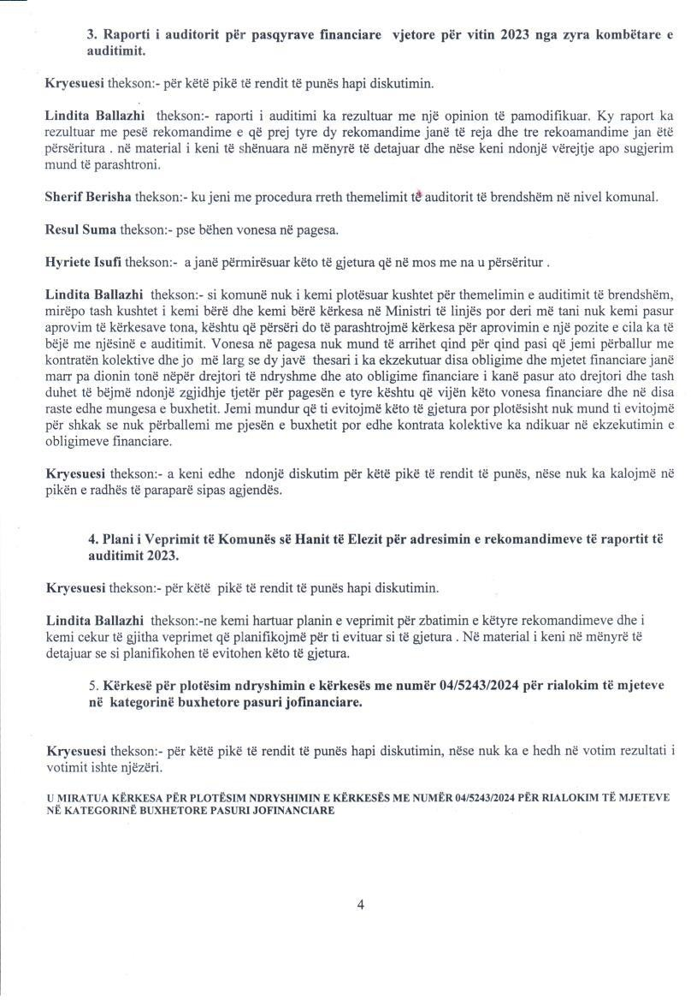 3. Raporti i auditorit për pasqyrave financiare vjetore për vitin 2023 nga zyra kombëtare e
auditimit.
Kryesuesi thekson:- për këtë pikë të rendit të punës hapi diskutimin.
Lindita Ballazhi thekson:- raporti i auditimi ka rezultuar me një opinion të pamodifikuar. Ky raport ka
rezultuar me pesë rekomandime e që prej tyre dy rekomandime janë të reja dhe tre rekoamandime jan ëtë
përsëritura . në material i keni të shënuara në mënyrë të detajuar dhe nëse keni ndonjë vërejtje apo sugjerim
mund të parashtroni.
Sherif Berisha thekson:- ku jeni me procedura rreth themelimit të auditorit të brendshëm në nivel komunal.
Resul Suma thekson:- pse bëhen vonesa në pagesa.
Hyriete Isufi thekson:- a janë përmirësuar këto të gjetura që në mos me na u përsëritur .
Lindita Ballazhi thekson:- si komunë nuk i kemi plotësuar kushtet për themelimin e auditimit të brendshëm,
mirëpo tash kushtet i kemi bërë dhe kemi bërë kërkesa në Ministri të linjës por deri më tani nuk kemi pasur
aprovim të kërkesave tona, kështu që përsëri do të parashtrojmë kërkesa për aprovimin e një pozite e cila ka të
bëjë me njësinë e auditimit. Vonesa në pagesa nuk mund të arrihet qind për qind pasi që jemi përballur me
kontratën kolektive dhe jo më larg se dy javë thesari i ka ekzekutuar disa obligime dhe mjetet financiare janë
marr pa dionin tonë nëpër drejtori të ndryshme dhe ato obligime financiare i kanë pasur ato drejtori dhe tash
duhet të bëjmë ndonjë zgjidhje tjetër për pagesën e tyre kështu që vijën këto vonesa financiare dhe në disa
raste edhe mungesa e buxhetit. Jemi mundur që ti evitojmë këto të gjetura por plotësisht nuk mund ti evitojmë
për shkak se nuk përballemi me pjesën e buxhetit por edhe kontrata kolektive ka ndikuar në ekzekutimin e
obligimeve financiare.
Kryesuesi thekson:- a keni edhe ndonjë diskutim për këtë pikë të rendit të punës, nëse nuk ka kalojmë në
pikën e radhës të paraparë sipas agjendës.
4. Plani i Veprimit të Komunës së Hanit të Elezit për adresimin e rekomandimeve të raportit të
auditimit 2023.
Kryesuesi thekson:- për këtë pikë të rendit të punës hapi diskutimin.
Lindita Ballazhi thekson:-ne kemi hartuar planin e veprimit për zbatimin e këtyre rekomandimeve dhe i
kemi cekur të gjitha veprimet që planifikojmë për ti evituar si të gjetura . Në material i keni në mënyrë të
detajuar se si planifikohen të evitohen këto të gjetura.
5. Kërkesë për plotësim ndryshimin e kërkesës me numër 04/5243/2024 për rialokim të mjeteve
në kategorinë buxhetore pasuri jofinanciare.
Kryesuesi thekson:- për këtë pikë të rendit të punës hapi diskutimin, nëse nuk ka e hedh në votim rezultati i
votimit ishte njëzëri.
U MIRATUA KËRKESA PËR PLOTËSIM NDRYSHIMIN E KËRKESËS ME NUMËR 04/5243/2024 PËR RIALOKIM TË MJETEVE
NË KATEGORINË BUXHETORE PASURI JOFINANCIARE
4